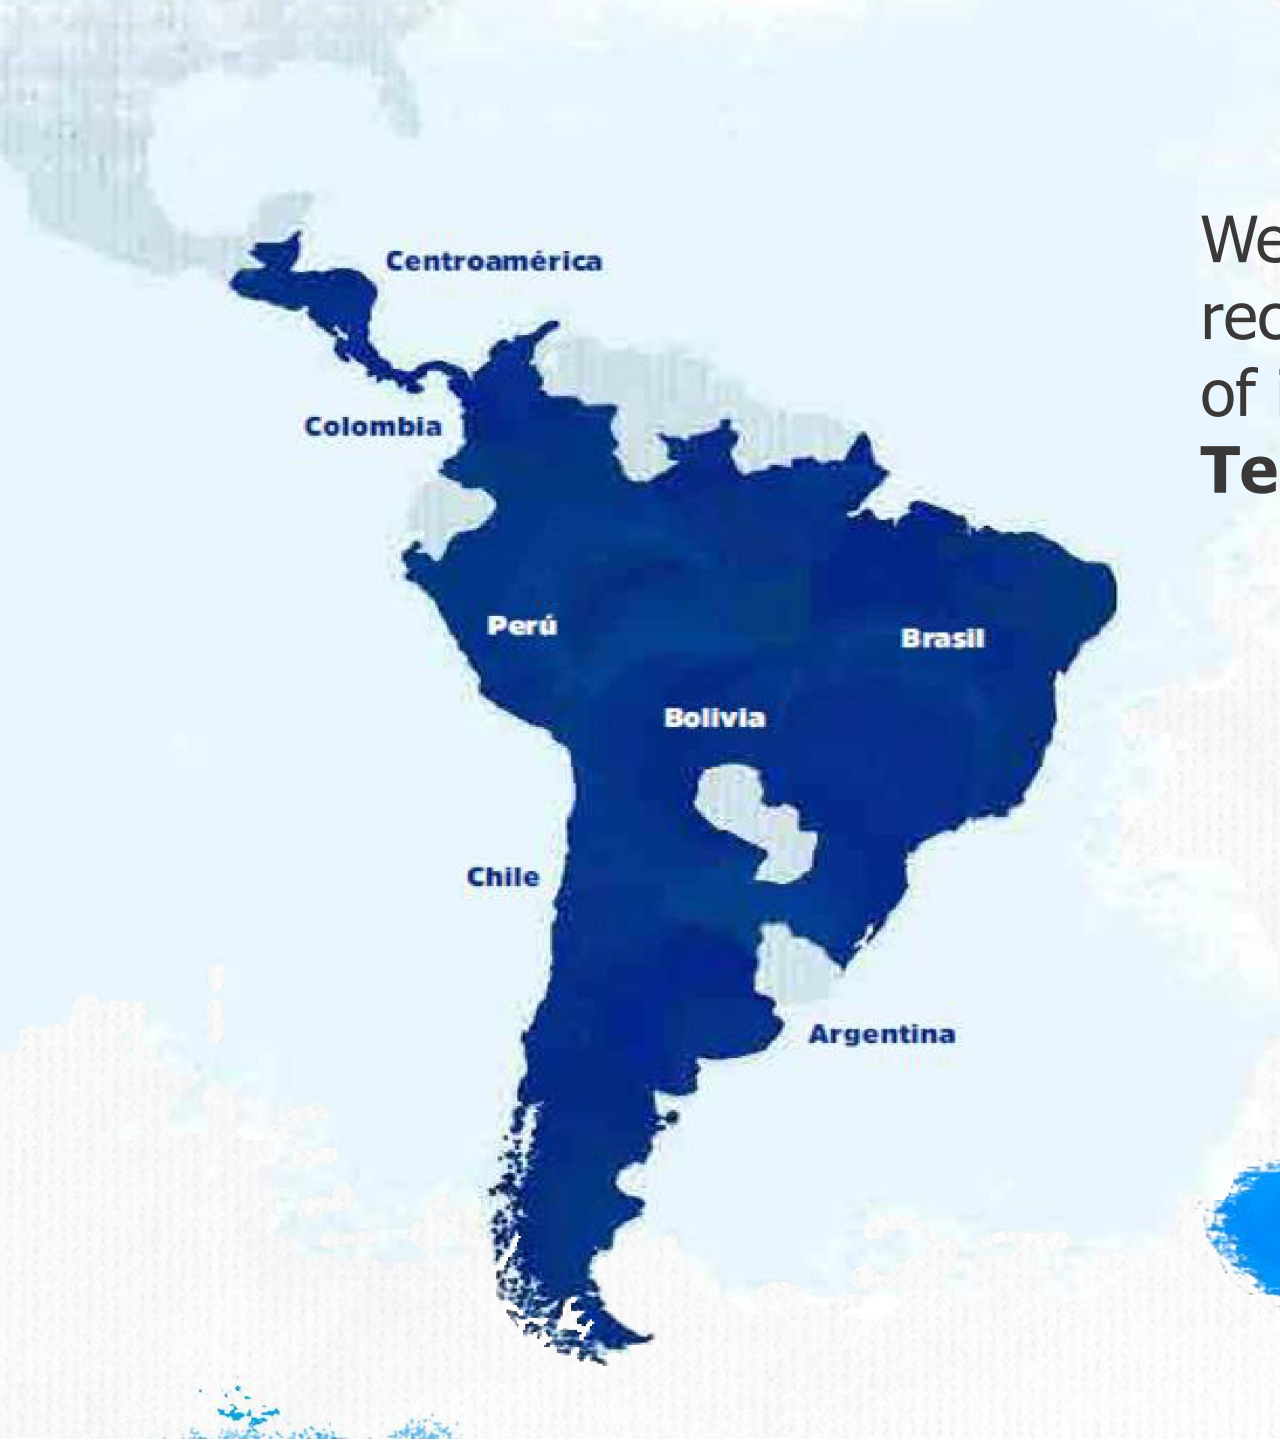 Centroamérica
Colombia
Perú
Brasil
Bolivia
Chile
Argentina
We
rec
of
Te